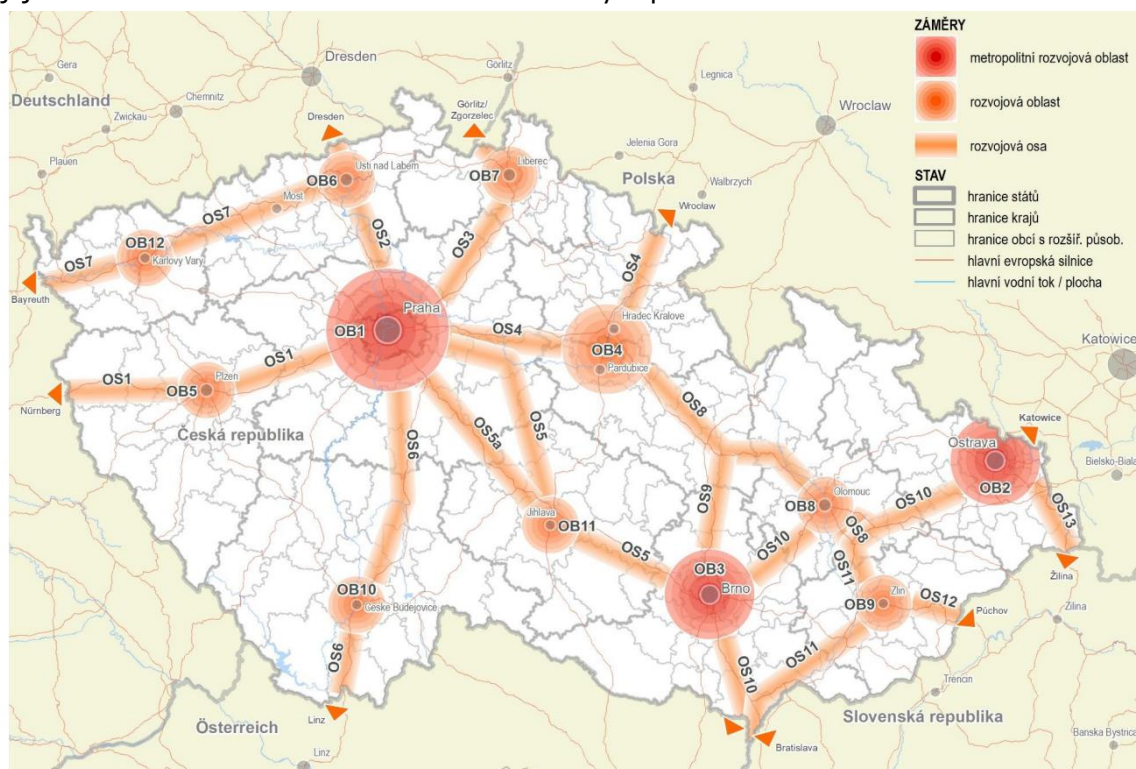 ZÁMĚRY
metropolitní rozvojová oblast
rozvojová oblast
rozvojová osa
STAV
hranice států
hranice krajů
hranice obcí s rozšíř. působ.
hlavní evropská silnice
hlavní vodní tok / plocha
Dresden
Gera
Görlitz
Legnica
Deutschland
Chemnitz
Zwickau
Dresden
Görlitz/
Zgorzelec
Wroclaw
Plauen
Jelenia Gora
Ústí nad Labem
OB6
Liberec
OB7
Polska
Walbrzych
Most
Wroclaw
OS7
OS2
OS3
OB12
Karlovy Vary
OS7
OS4
Bayreuth
Praha
OB1
Hradec Kralove
OS4
OB4
Katowice
OS1
Pardubice
OB5
Plzen
OS1
Nürnberg
OS8
Česká republika
OS5
OS5a
OS6
Katowice
Ostrava
Bielsko-Biala
OB2
OS9
OB8
Olomouc
OS10
Jihlava
OB11
OS8
OS13
OS5
OS10
OS11
Žilina
OB3
Brno
OB10
České Budejovice
OB9
Zlín
OS12
Púchov
Žilina
OS6
OS11
OS10
Trencin
Linz
Österreich
Slovenská republika
Bratislava
Linz
Banska Bystrica